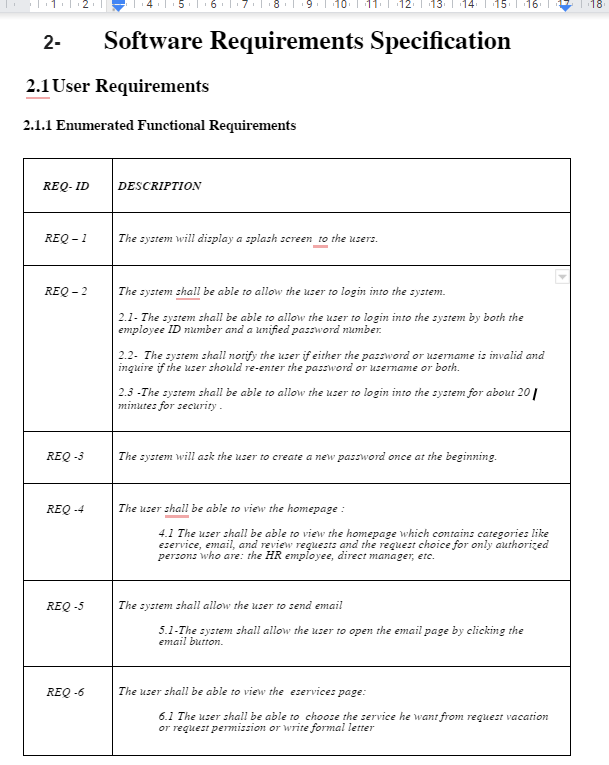 1 2 4 5 6 7 8 9 10 11 12 13 14 15 16 17 18
2- Software Requirements Specification
2.1 User Requirements
2.1.1 Enumerated Functional Requirements
REQ- ID DESCRIPTION
REQ – 1 The system will display a splash screen to the users.
REQ – 2 The system shall be able to allow the user to login into the system.
2.1- The system shall be able to allow the user to login into the system by both the
employee ID number and a unified password number.
2.2- The system shall notify the user if either the password or username is invalid and
inquire if the user should re-enter the password or username or both.
2.3 -The system shall be able to allow the user to login into the system for about 20
minutes for security .
REQ -3 The system will ask the user to create a new password once at the beginning.
REQ -4 The user shall be able to view the homepage :
4.1 The user shall be able to view the homepage which contains categories like
eservice, email, and review requests and the request choice for only authorized
persons who are: the HR employee, direct manager, etc.
REQ -5 The system shall allow the user to send email
5.1-The system shall allow the user to open the email page by clicking the
email button.
REQ -6 The user shall be able to view the eservices page:
6.1 The user shall be able to choose the service he want from request vacation
or request permission or write formal letter